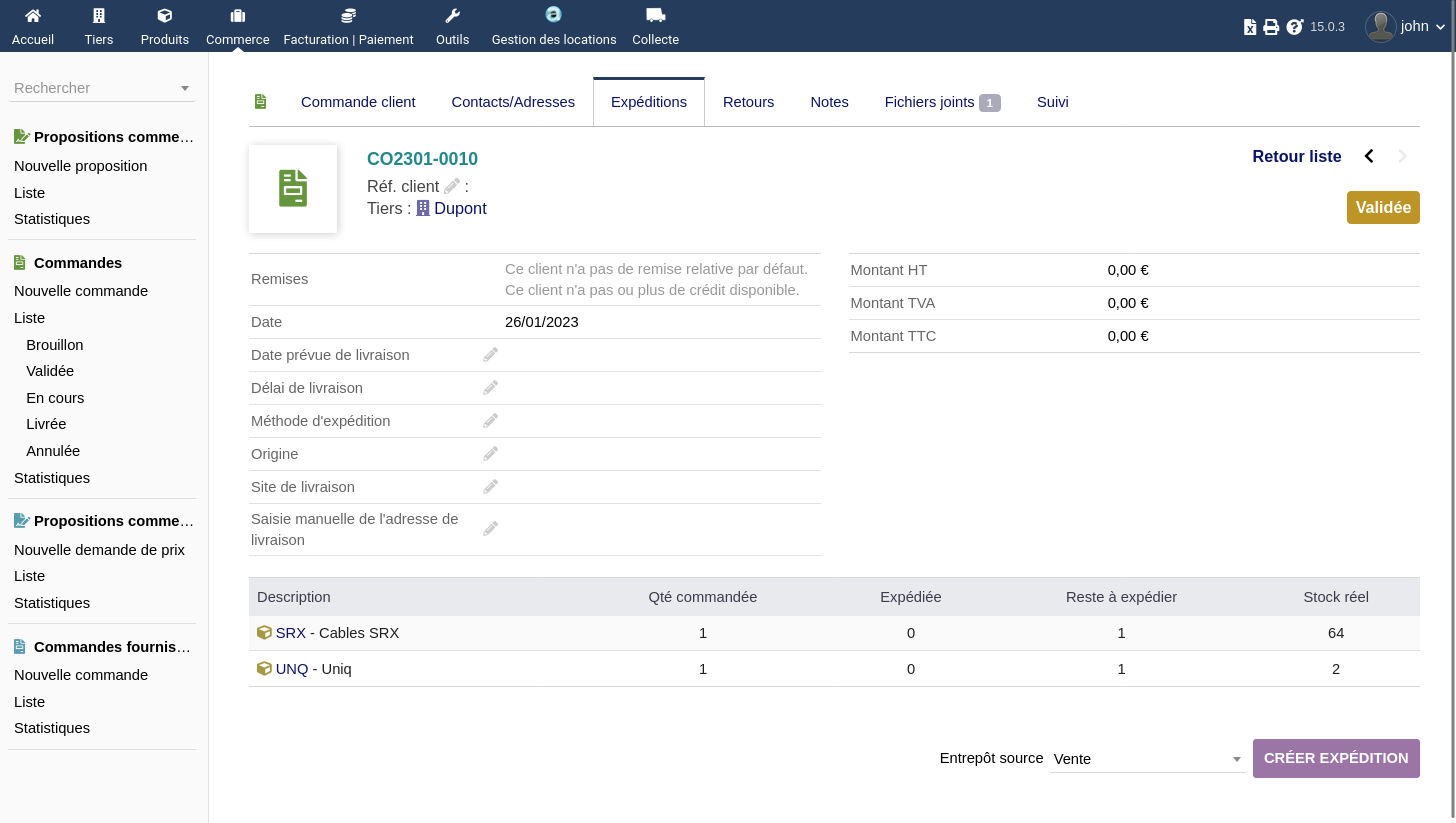 Accueil Tiers Produits Commerce Facturation | Paiement Outils Gestion des locations Collecte 15.0.3 john
Rechercher
Propositions comme…
Nouvelle proposition
Liste
Statistiques
Commandes
Nouvelle commande
Liste
Brouillon
Validée
En cours
Livrée
Annulée
Statistiques
Propositions comme…
Nouvelle demande de prix
Liste
Statistiques
Commandes fournis…
Nouvelle commande
Liste
Statistiques
Commande client Contacts/Adresses Expéditions Retours Notes Fichiers joints 1 Suivi
CO2301-0010
Réf. client :
Tiers : Dupont
Retour liste
Validée
Remises Ce client n'a pas de remise relative par défaut.
Ce client n'a pas ou plus de crédit disponible.
Date 26/01/2023
Date prévue de livraison
Délai de livraison
Méthode d'expédition
Origine
Site de livraison
Saisie manuelle de l'adresse de
livraison
Montant HT 0,00 €
Montant TVA 0,00 €
Montant TTC 0,00 €
Description Qté commandée Expédiée Reste à expédier Stock réel
SRX - Cables SRX 1 0 1 64
UNQ - Uniq 1 0 1 2
Entrepôt source Vente CRÉER EXPÉDITION